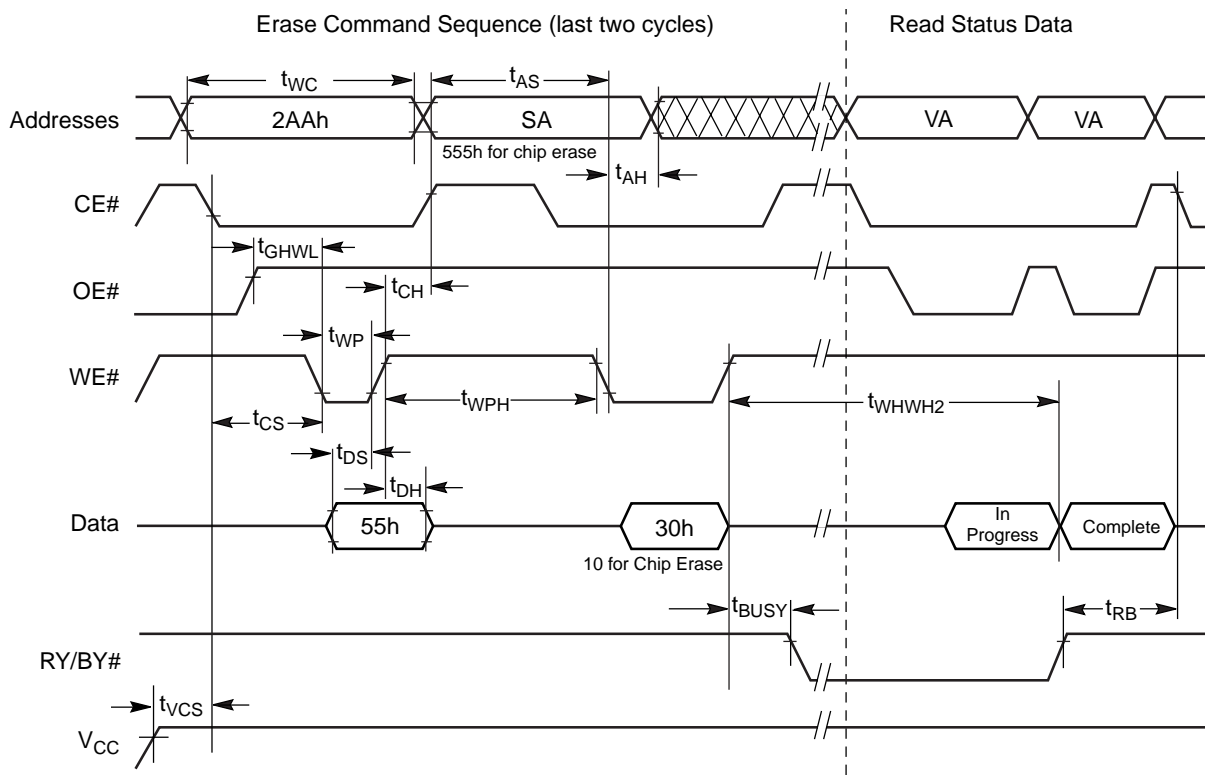 Erase Command Sequence (last two cycles) Read Status Data
tWC tAS
Addresses 2AAh SA VA VA
555h for chip erase
tAH
CE#
tGHWL
OE#
tCH
tWP
WE#
tWPH tWHWH2
tCS
tDS
tDH
Data 55h 30h In Progress Complete
10 for Chip Erase
tBUSY tRB
RY/BY#
tVCS
VCC